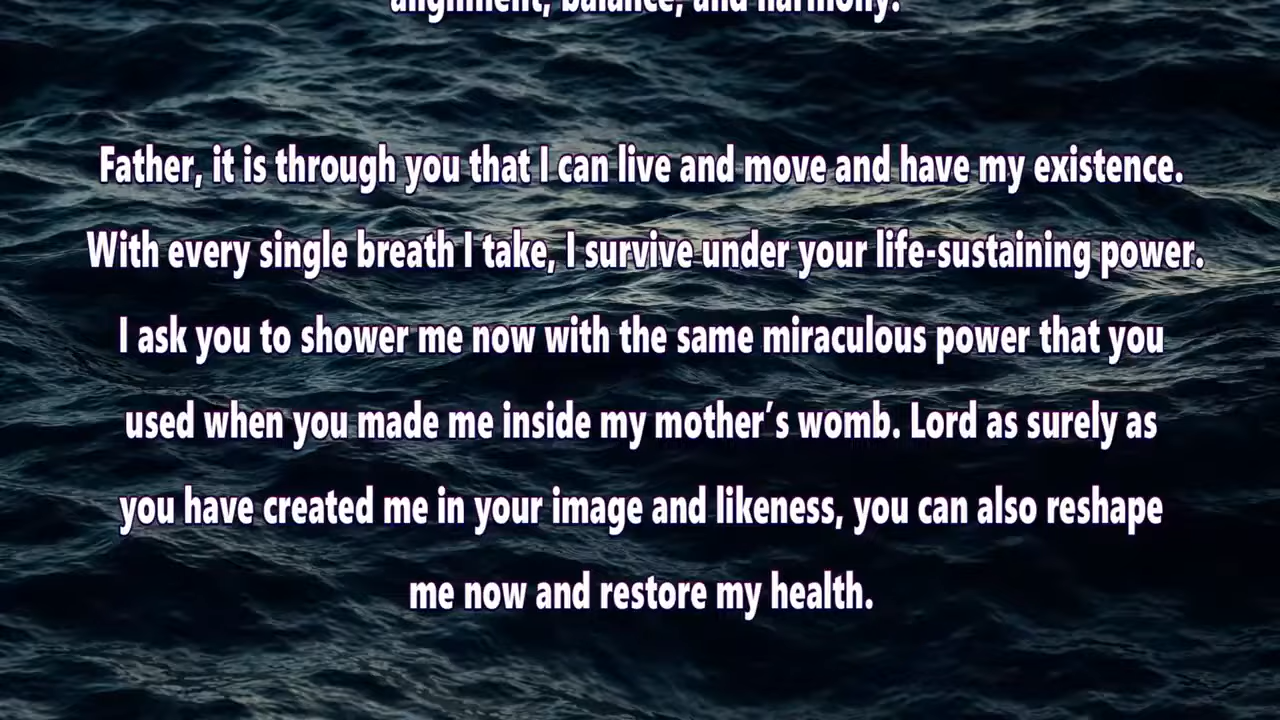 alignment, balance, and harmony.
Father, it is through you that I can live and move and have my existence.
With every single breath I take, I survive under your life-sustaining power.
I ask you to shower me now with the same miraculous power that you
used when you made me inside my mother’s womb. Lord as surely as
you have created me in your image and likeness, you can also reshape
me now and restore my health.